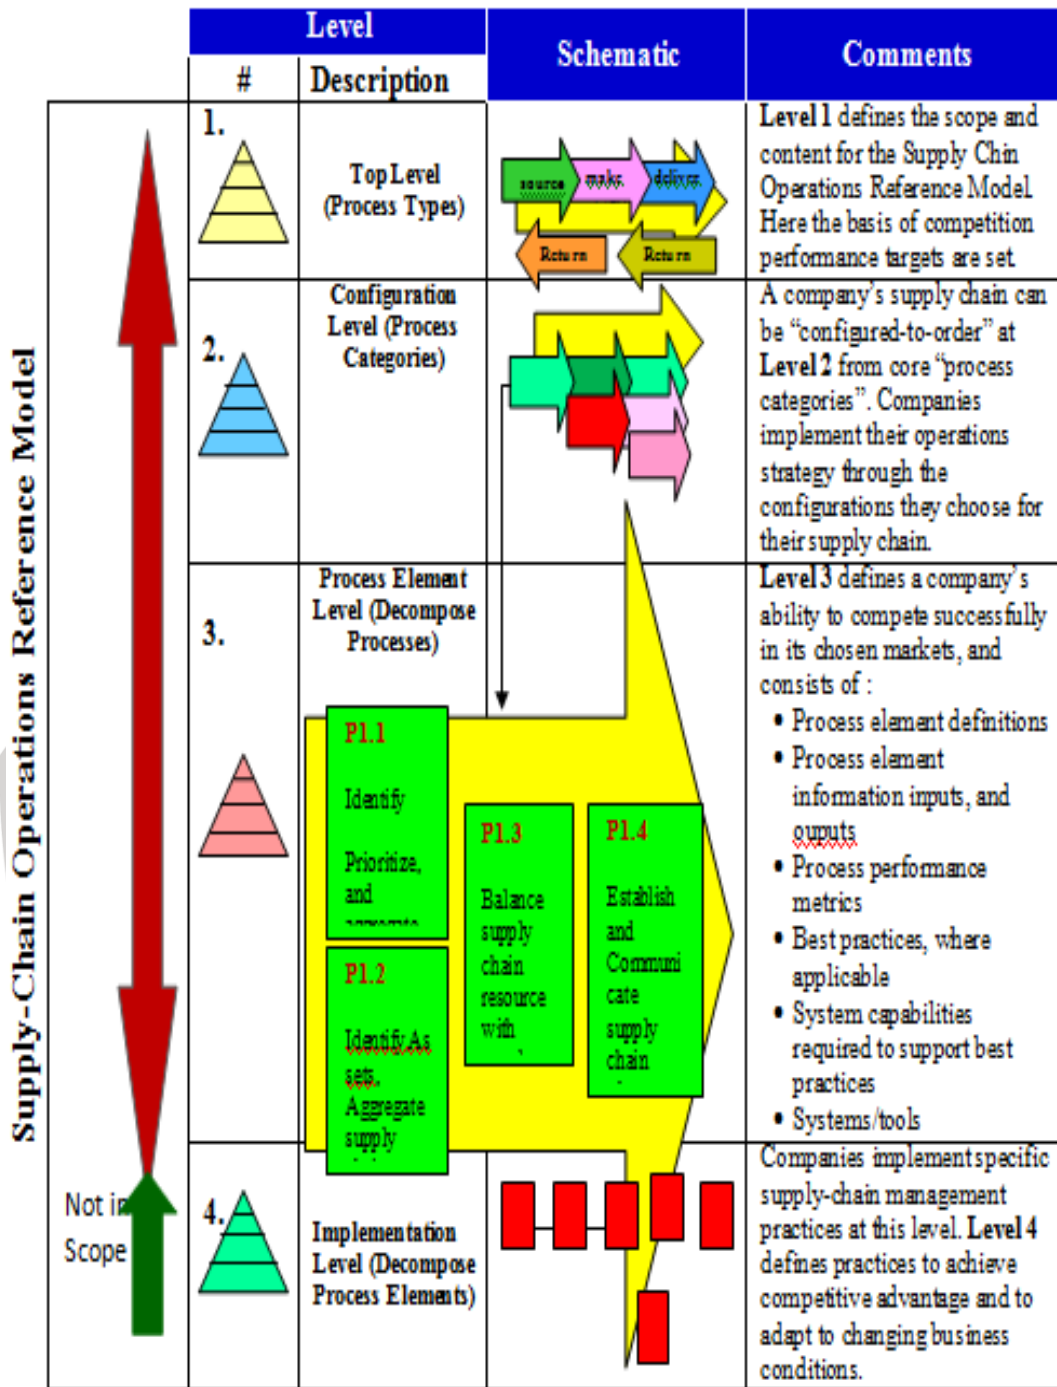 Level
Schematic
Comments
#
Description
Supply-Chain Operations Reference Model
1.
Top Level
(Process Types)
source
make
deliver
Return
Return
Level 1 defines the scope and
content for the Supply Chin
Operations Reference Model.
Here the basis of competition
performance targets are set.
2.
Configuration
Level (Process
Categories)
A company's supply chain can
be “configured-to-order” at
Level 2 from core “process
categories”. Companies
implement their operations
strategy through the
configurations they choose for
their supply chain.
3.
Process Element
Level (Decompose
Processes)
P1.1
Identify
Prioritize,
and
P1.2
Identify As
sets,
Aggregate
supply
P1.3
Balance
supply
chain
resource
with
P1.4
Establish
and
Communi
cate
supply
chain
Level 3 defines a company's
ability to compete successfully
in its chosen markets, and
consists of :
• Process element definitions
• Process element
information inputs, and
ouputs
• Process performance
metrics
• Best practices, where
applicable
• System capabilities
required to support best
practices
• Systems/tools
Not in
Scope
4.
Implementation
Level (Decompose
Process Elements)
Companies implement specific
supply-chain management
practices at this level. Level 4
defines practices to achieve
competitive advantage and to
adapt to changing business
conditions.